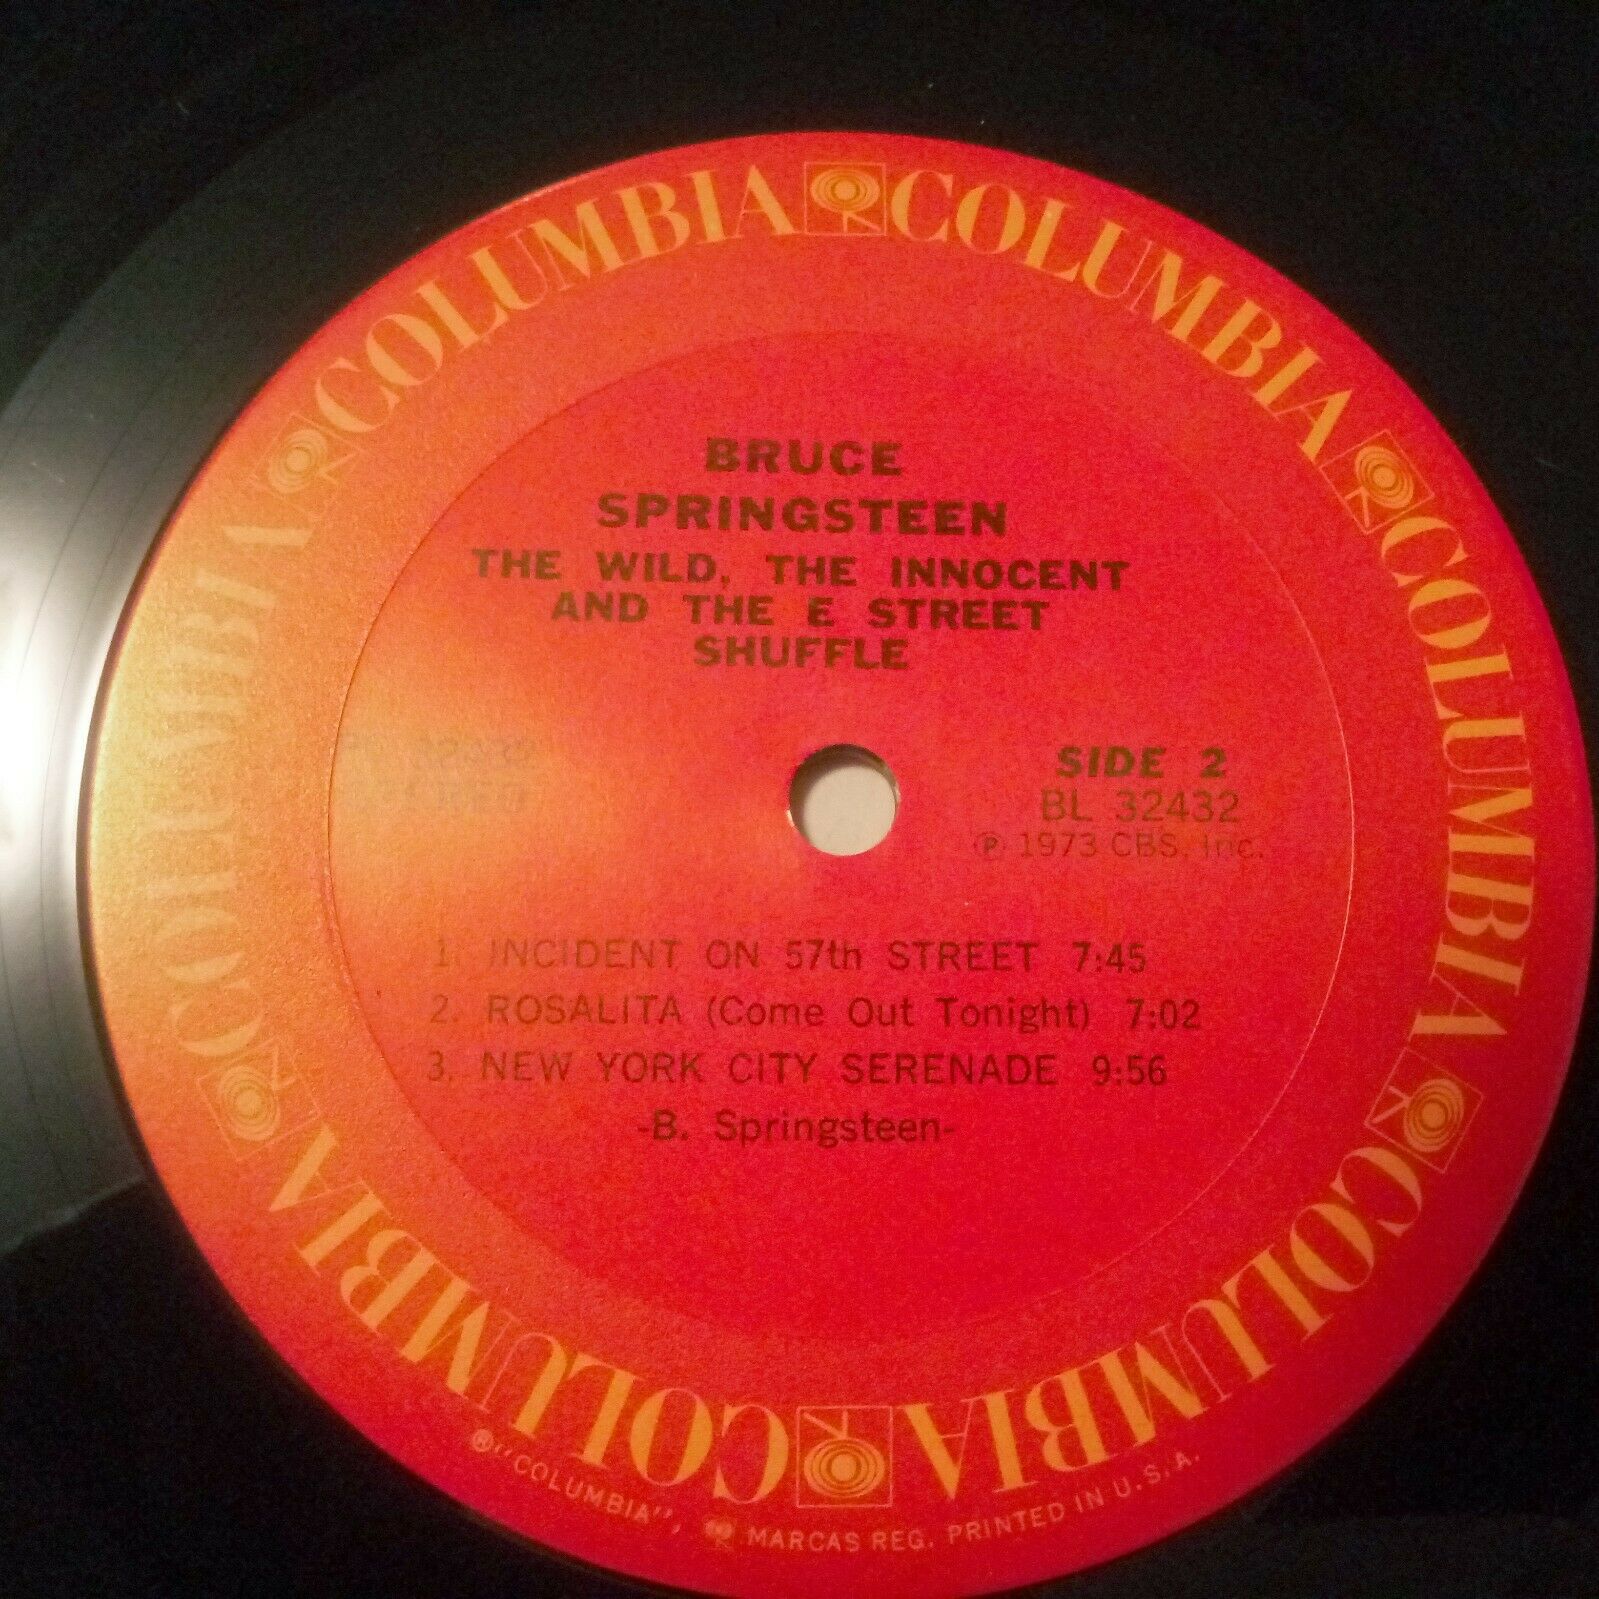 COLUMBIA COLUMBIA COLUMBIA COLUMBIA COLUMBIA COLUMBIA
BRUCE
SPRINGSTEEN
THE WILD, THE INNOCENT
AND THE E STREET
SHUFFLE
32432
STEREO
SIDE 2
BL 32432
Ⓟ 1973 CBS, Inc.
1. INCIDENT ON 57th STREET 7:45
2. ROSALITA (Come Out Tonight) 7:02
3. NEW YORK CITY SERENADE 9:56
-B. Springsteen-
®"COLUMBIA", MARCAS REG. PRINTED IN U.S.A.